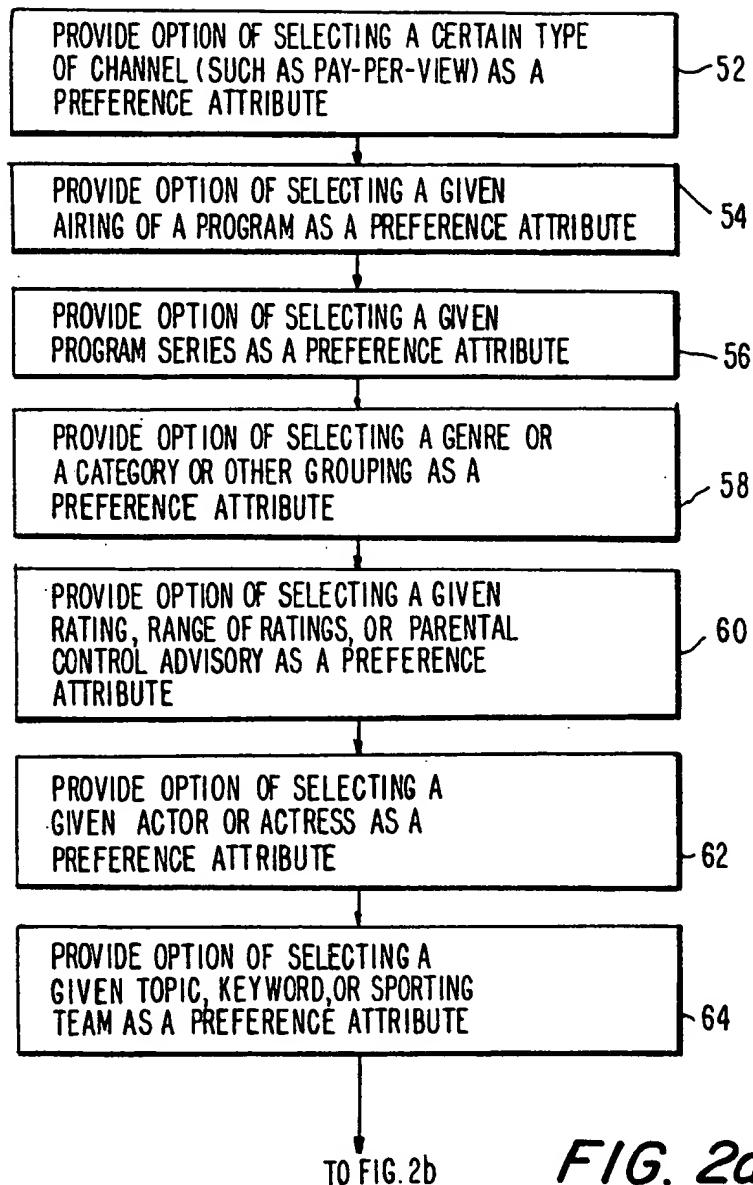 PROVIDE OPTION OF SELECTING A CERTAIN TYPE
OF CHANNEL (SUCH AS PAY-PER-VIEW) AS A
PREFERENCE ATTRIBUTE
52
PROVIDE OPTION OF SELECTING A GIVEN
AIRING OF A PROGRAM AS A PREFERENCE ATTRIBUTE
54
PROVIDE OPTION OF SELECTING A GIVEN
PROGRAM SERIES AS A PREFERENCE ATTRIBUTE
56
PROVIDE OPTION OF SELECTING A GENRE OR
A CATEGORY OR OTHER GROUPING AS A
PREFERENCE ATTRIBUTE
58
PROVIDE OPTION OF SELECTING A GIVEN
RATING, RANGE OF RATINGS, OR PARENTAL
CONTROL ADVISORY AS A PREFERENCE
ATTRIBUTE
60
PROVIDE OPTION OF SELECTING A
GIVEN ACTOR OR ACTRESS AS A
PREFERENCE ATTRIBUTE
62
PROVIDE OPTION OF SELECTING A
GIVEN TOPIC, KEYWORD, OR SPORTING
TEAM AS A PREFERENCE ATTRIBUTE
64
TO FIG. 2b
FIG. 2a